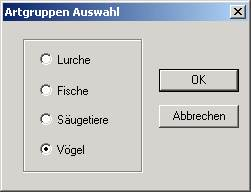 Artgruppen Auswahl
Lurche
Fische
Säugetiere
Vögel
OK
Abbrechen